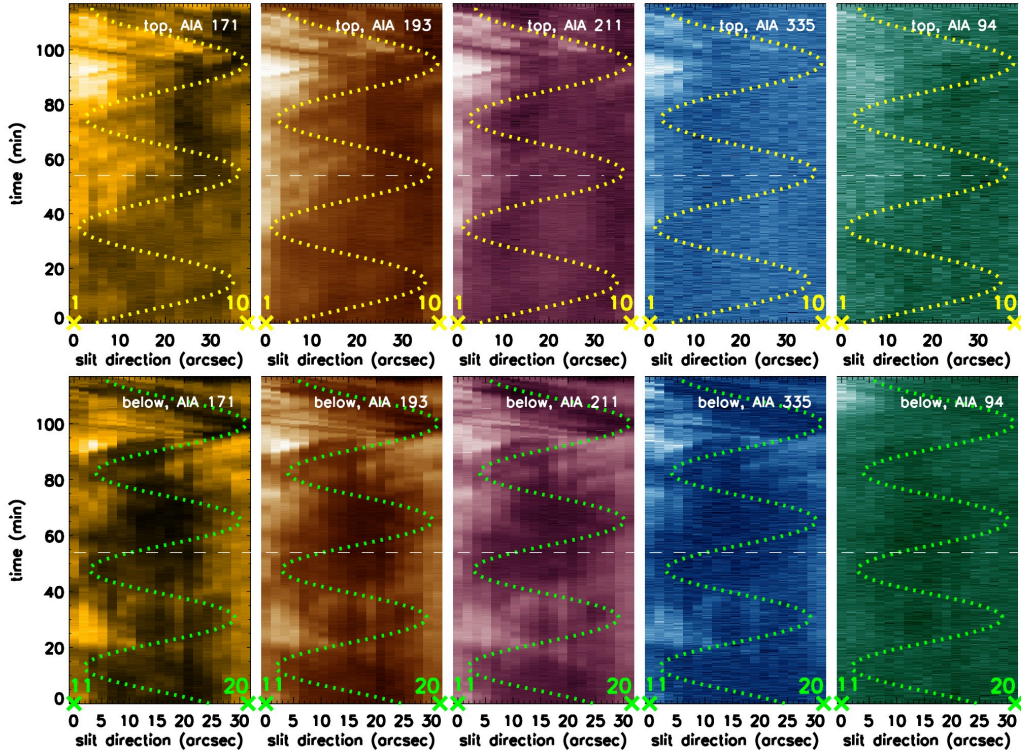 top, AIA 171 top, AIA 193 top, AIA 211 top, AIA 335 top, AIA 94
100
80
60
40
20
0
time (min)
1 10 1 10 1 10 1 10 1 10
0 10 20 30 0 10 20 30 0 10 20 30 0 10 20 30 0 10 20 30
slit direction (arcsec) slit direction (arcsec) slit direction (arcsec) slit direction (arcsec) slit direction (arcsec)
below, AIA 171 below, AIA 193 below, AIA 211 below, AIA 335 below, AIA 94
100
80
60
40
20
0
time (min)
11 20 11 20 11 20 11 20 11 20
0 5 10 15 20 25 30 0 5 10 15 20 25 30 0 5 10 15 20 25 30 0 5 10 15 20 25 30 0 5 10 15 20 25 30
slit direction (arcsec) slit direction (arcsec) slit direction (arcsec) slit direction (arcsec) slit direction (arcsec)